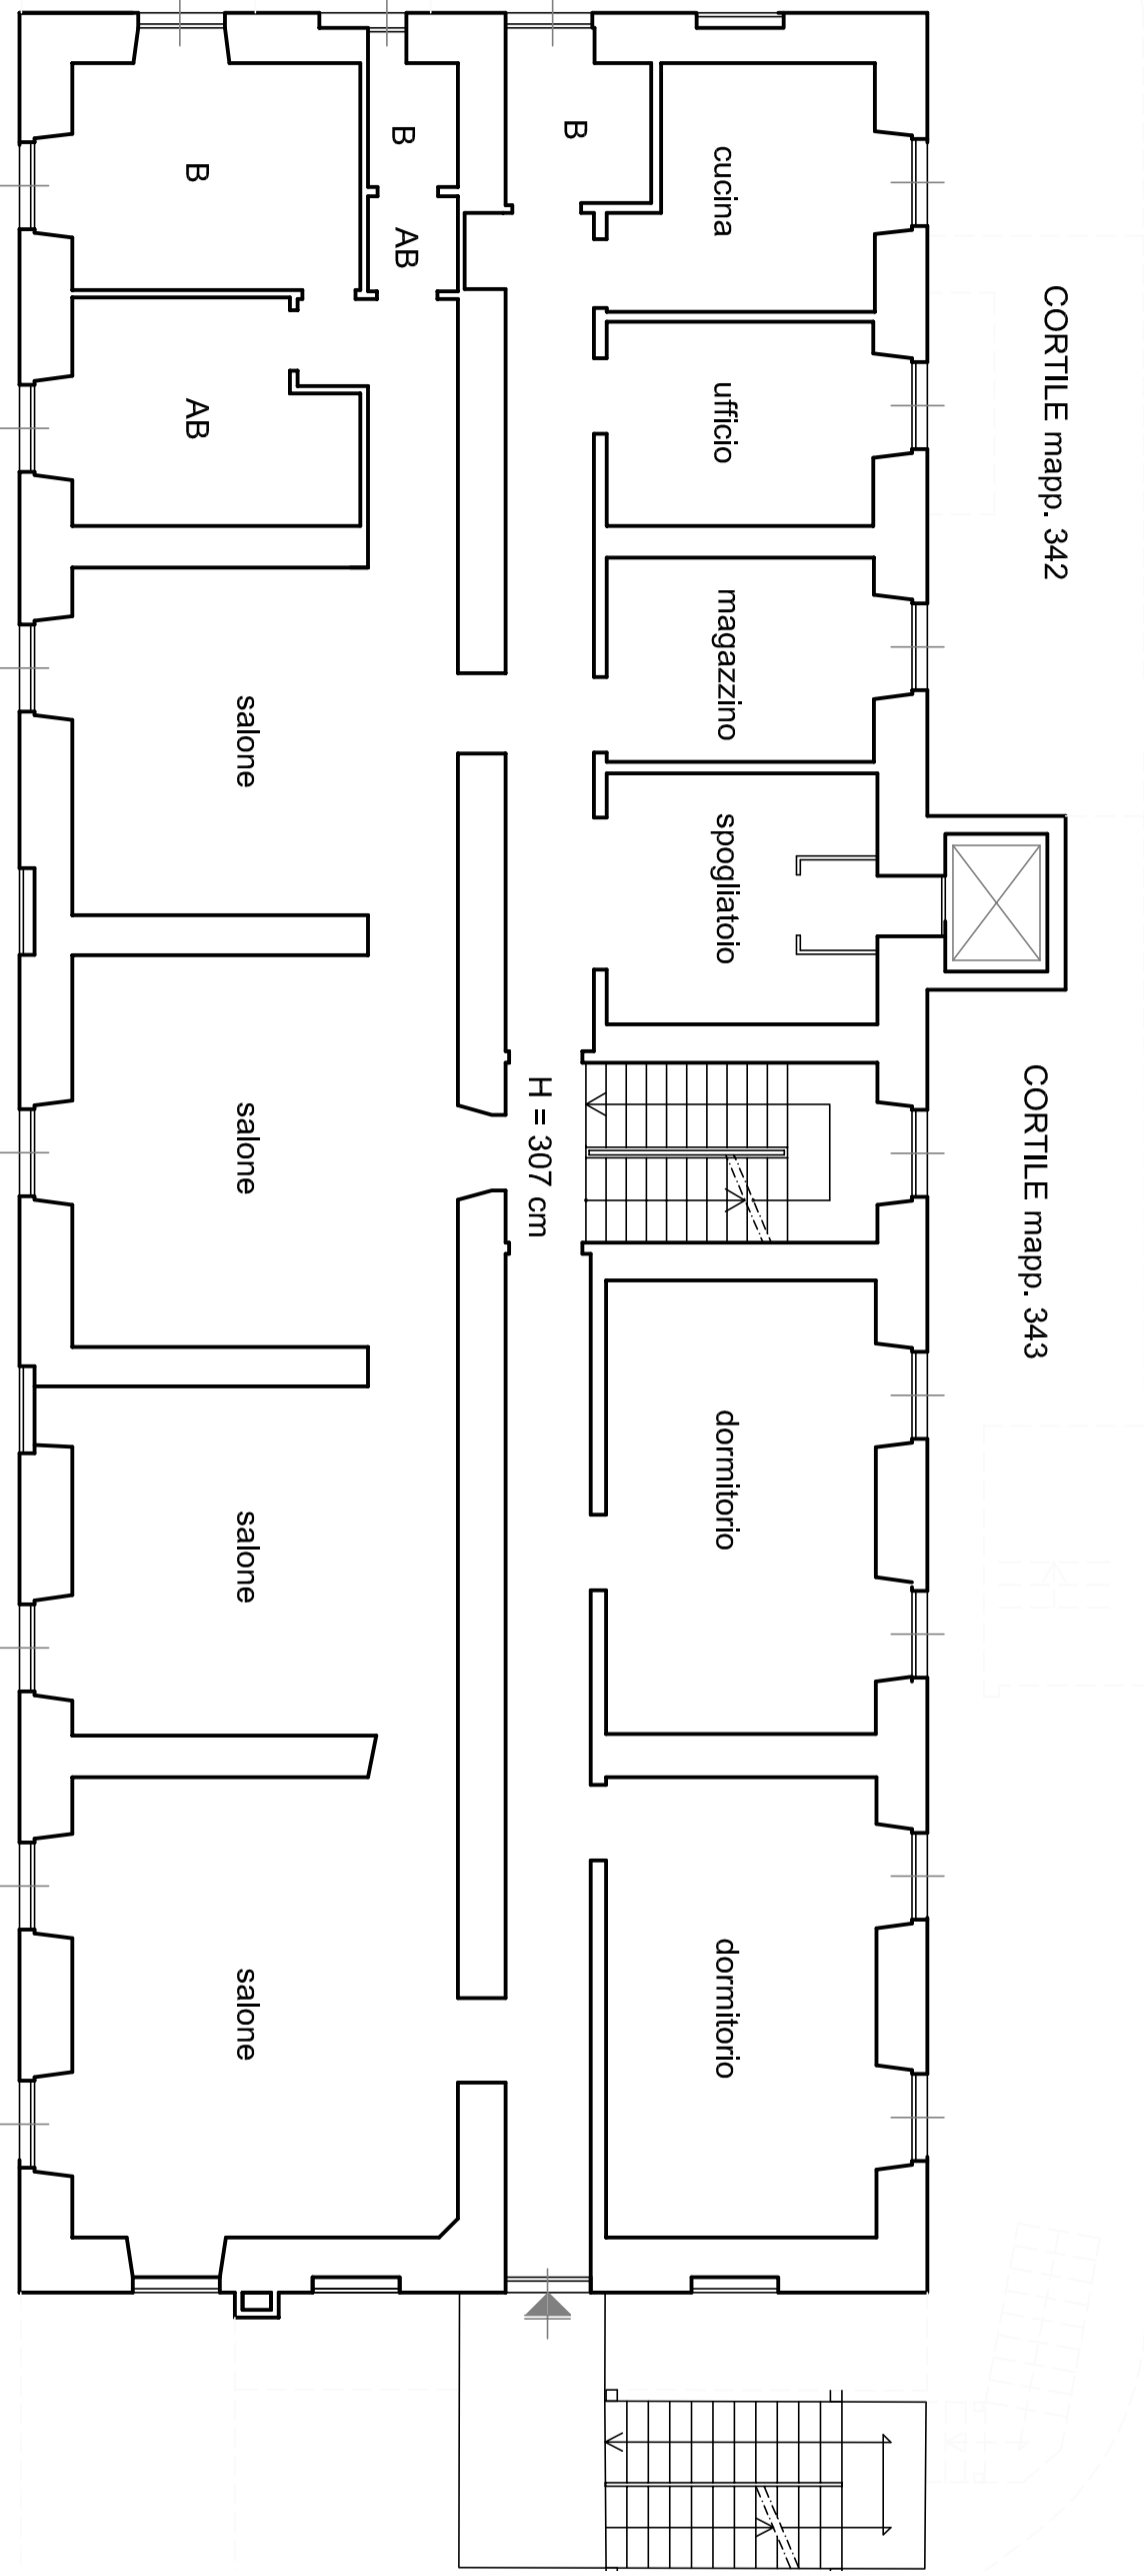 CORTILE mapp. 342
CORTILE mapp. 343
cucina
ufficio
magazzino
spogliatoio
dormitorio
dormitorio
B
H = 307 cm
B
AB
B
AB
salone
salone
salone
salone